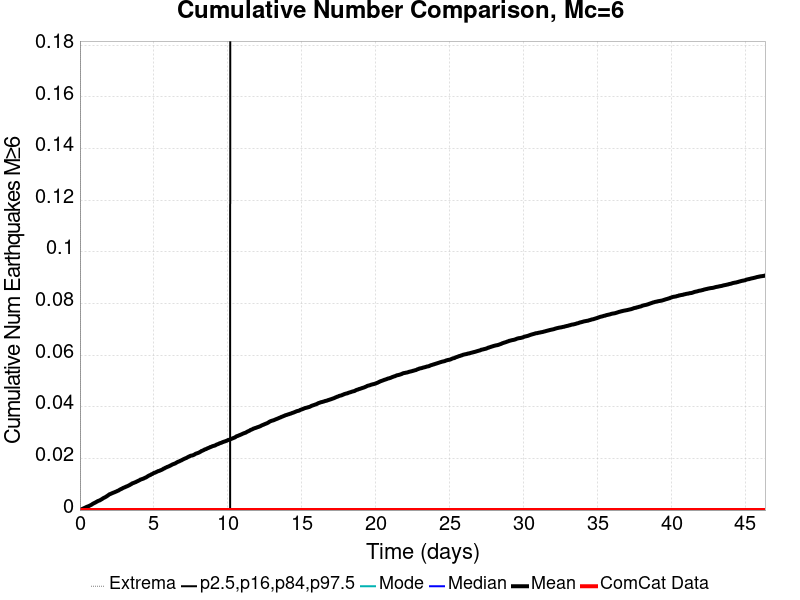 Cumulative Number Comparison, Mc=6
Cumulative Num Earthquakes M≥6
0.18
0.16
0.14
0.12
0.1
0.08
0.06
0.04
0.02
0
0 5 10 15 20 25 30 35 40 45
Time (days)
Extrema p2.5,p16,p84,p97.5 Mode Median Mean ComCat Data